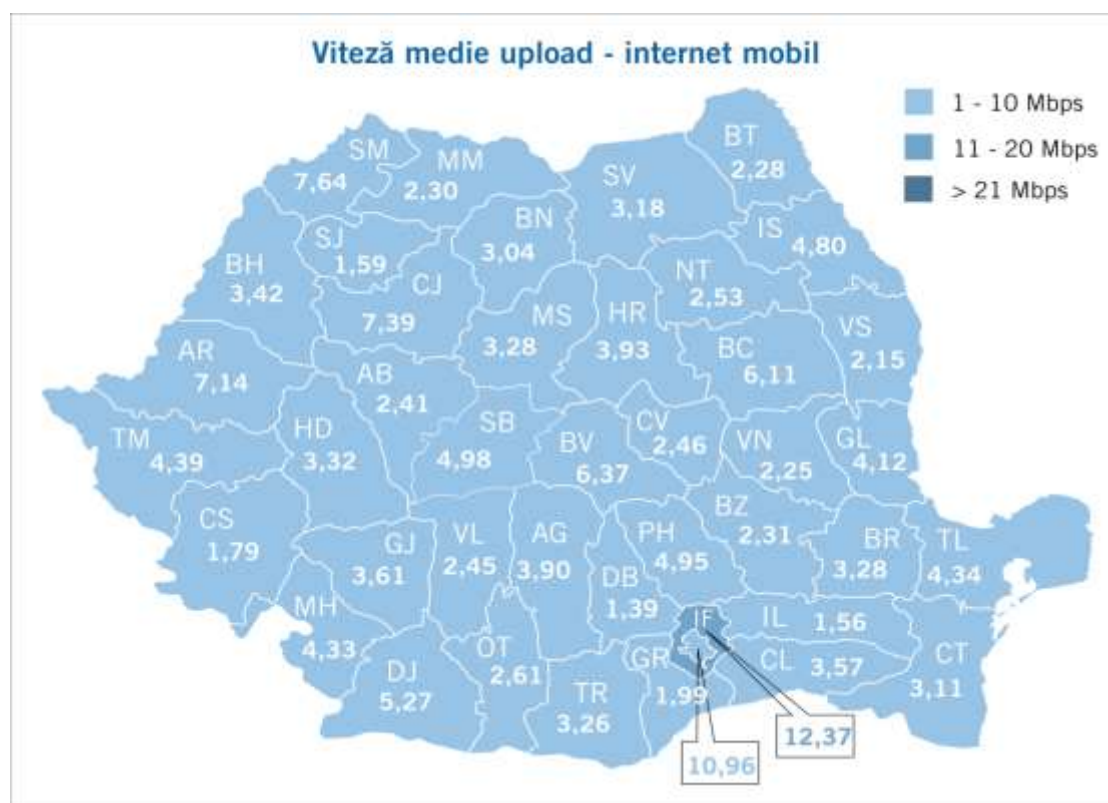 Viteză medie upload - internet mobil
1 - 10 Mbps
11 - 20 Mbps
> 21 Mbps
SM
7,64
MM
2,30
BT
2,28
SV
3,18
IS
4,80
BN
3,04
SJ
1,59
BH
3,42
CJ
7,39
NT
2,53
MS
3,28
HR
3,93
VS
2,15
BC
6,11
AR
7,14
AB
2,41
TM
4,39
HD
3,32
SB
4,98
BV
6,37
CV
2,46
VN
2,25
GL
4,12
CS
1,79
GJ
3,61
VL
2,45
AG
3,90
PH
4,95
BZ
2,31
BR
3,28
TL
4,34
DB
1,39
MH
4,33
IF
IL
1,56
DJ
5,27
OT
2,61
TR
3,26
GR
1,99
CL
3,57
CT
3,11
12,37
10,96